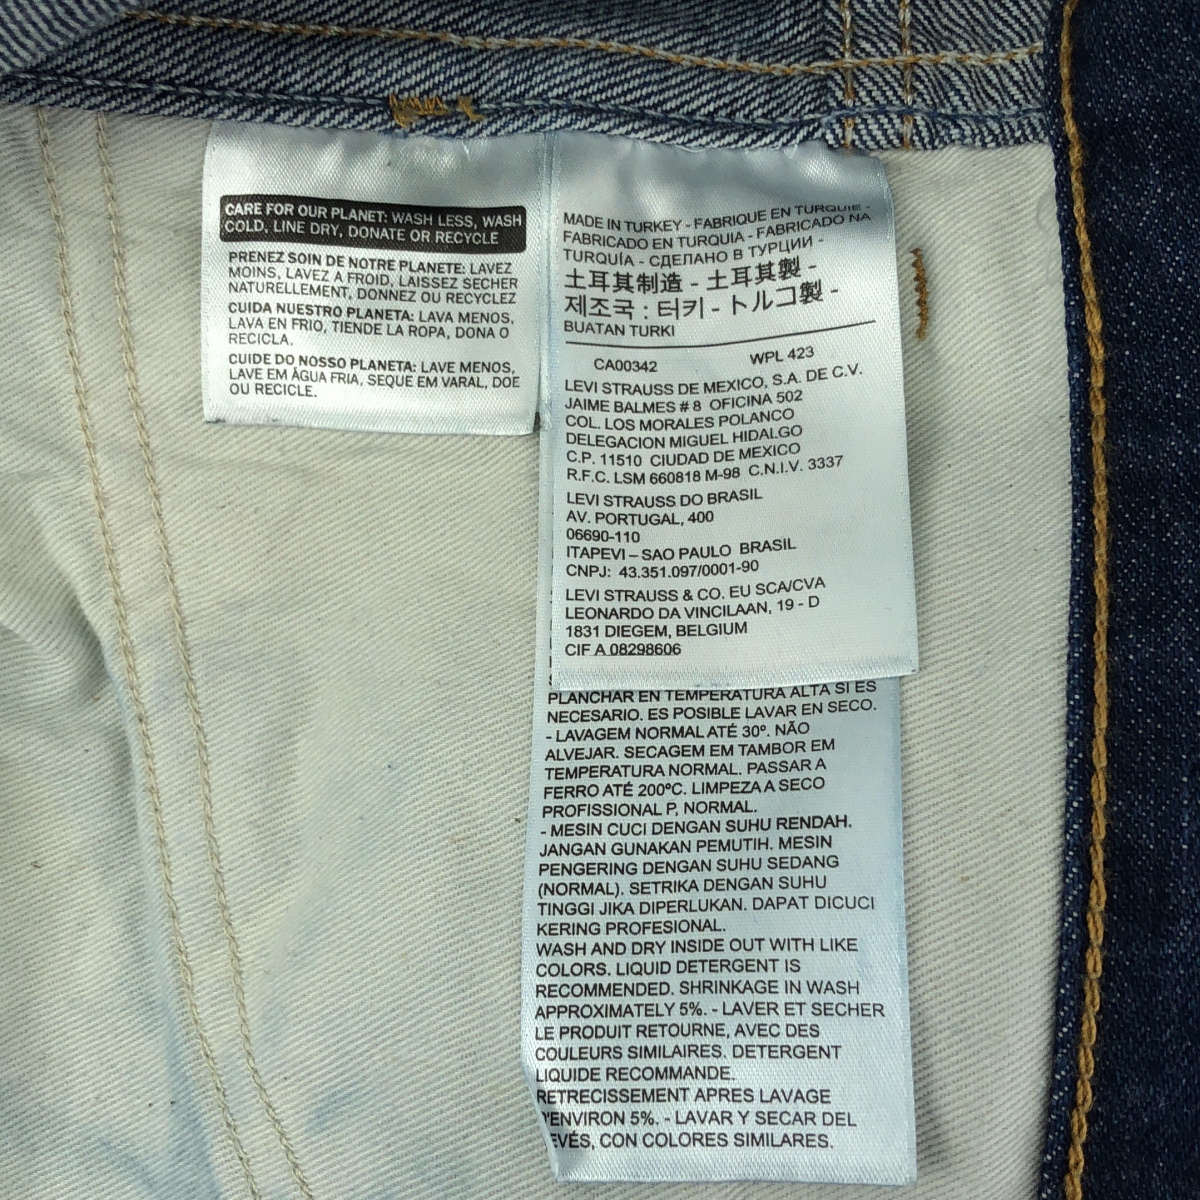 CARE FOR OUR PLANET: WASH LESS, WASH
COLD, LINE DRY, DONATE OR RECYCLE
PRENEZ SOIN DE NOTRE PLANETE: LAVEZ
MOINS, LAVEZ A FROID, LAISSEZ SECHER
NATURELLEMENT, DONNEZ OU RECYCLEZ
CUIDA NUESTRO PLANETA: LAVA MENOS,
LAVA EN FRIO, TIENDE LA ROPA, DONA O
RECICLA.
CUIDE DO NOSSO PLANETA: LAVE MENOS,
LAVE EM ÀGUA FRIA, SEQUE EM VARAL, DOE
OU RECICLE.
MADE IN TURKEY - FABRIQUE EN TURQUIE -
FABRICADO EN TURQUIA - FABRICADO NA
TURQUÍA - СДЕЛАНО В ТУРЦИИ -
土耳其制造 - 土耳其製 -
제조국 : 터키 - トルコ製 -
BUATAN TURKI
CA00342 WPL 423
LEVI STRAUSS DE MEXICO, S.A. DE C.V.
JAIME BALMES # 8 OFICINA 502
COL. LOS MORALES POLANCO
DELEGACION MIGUEL HIDALGO
C.P. 11510 CIUDAD DE MEXICO
R.F.C. LSM 660818 M-98 C.N.I.V. 3337
LEVI STRAUSS DO BRASIL
AV. PORTUGAL, 400
06690-110
ITAPEVI – SAO PAULO BRASIL
CNPJ: 43.351.097/0001-90
LEVI STRAUSS & CO. EU SCA/CVA
LEONARDO DA VINCILAAN, 19 - D
1831 DIEGEM, BELGIUM
CIF A 08298606
PLANCHAR EN TEMPERATURA ALTA SI ES
NECESARIO. ES POSIBLE LAVAR EN SECO.
- LAVAGEM NORMAL ATÉ 30º. NÃO
ALVEJAR. SECAGEM EM TAMBOR EM
TEMPERATURA NORMAL. PASSAR A
FERRO ATÉ 200ºC. LIMPEZA A SECO
PROFISSIONAL P, NORMAL.
- MESIN CUCI DENGAN SUHU RENDAH.
JANGAN GUNAKAN PEMUTIH. MESIN
PENGERING DENGAN SUHU SEDANG
(NORMAL). SETRIKA DENGAN SUHU
TINGGI JIKA DIPERLUKAN. DAPAT DICUCI
KERING PROFESIONAL.
WASH AND DRY INSIDE OUT WITH LIKE
COLORS. LIQUID DETERGENT IS
RECOMMENDED. SHRINKAGE IN WASH
APPROXIMATELY 5%. - LAVER ET SECHER
LE PRODUIT RETOURNE, AVEC DES
COULEURS SIMILAIRES. DETERGENT
LIQUIDE RECOMMANDE.
RETRECISSEMENT APRES LAVAGE
D'ENVIRON 5%. - LAVAR Y SECAR DEL
EVÉS, CON COLORES SIMILARES.